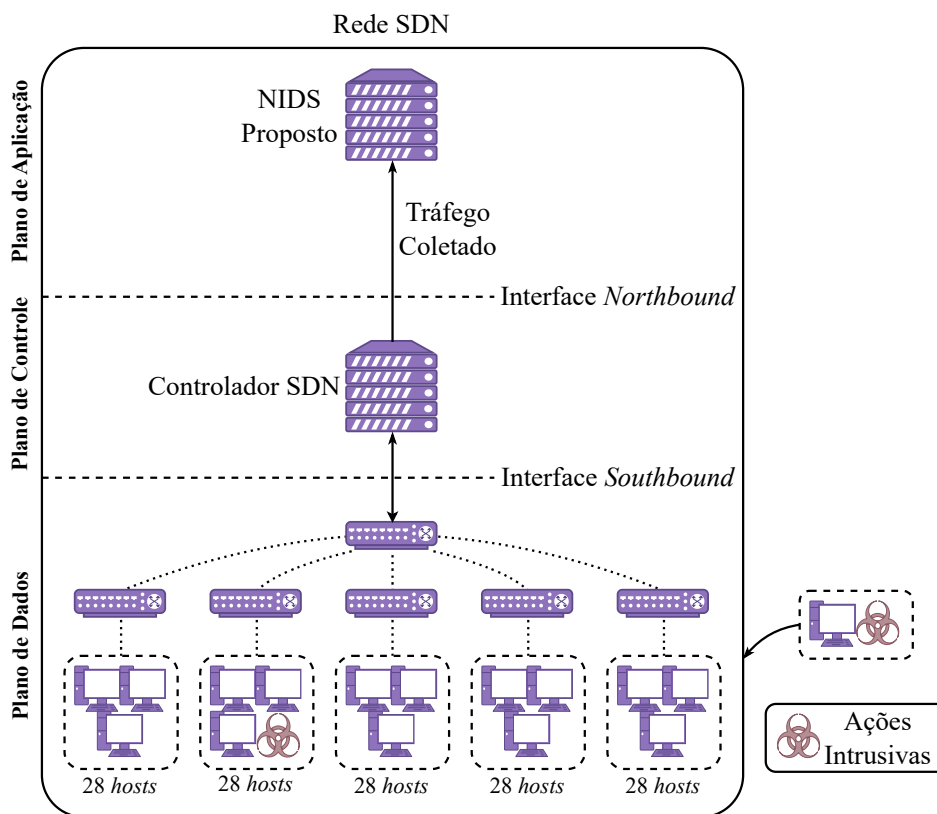 Rede SDN
Plano de Aplicação
NIDS
Proposto
Tráfego
Coletado
Interface Northbound
Plano de Controle
Controlador SDN
Interface Southbound
Plano de Dados
28 hosts
28 hosts
28 hosts
28 hosts
28 hosts
Ações
Intrusivas